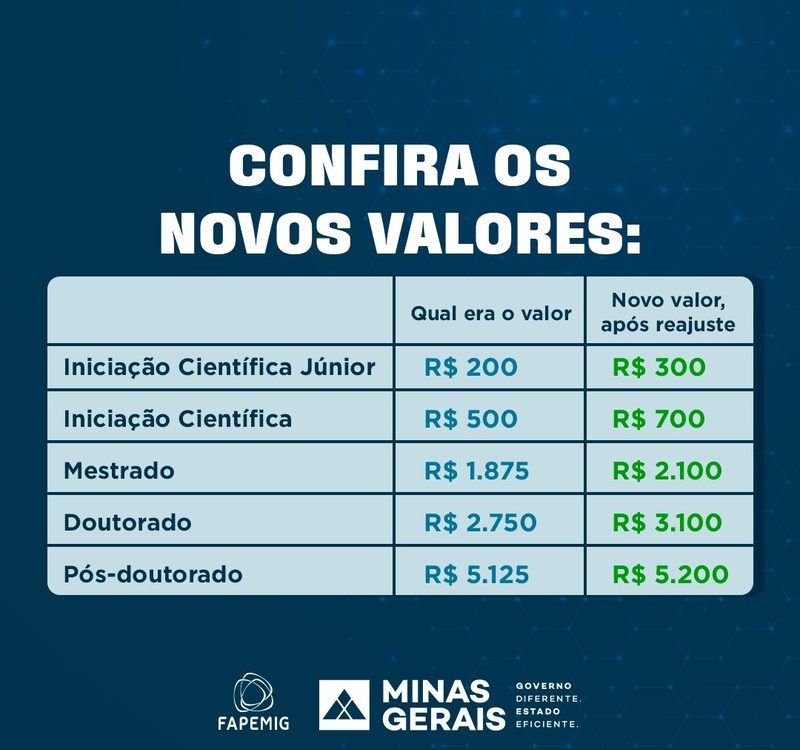 CONFIRA OS
NOVOS VALORES:
Qual era o valor
Novo valor,
após reajuste
Iniciação Científica Júnior R$ 200 R$ 300
Iniciação Científica R$ 500 R$ 700
Mestrado R$ 1.875 R$ 2.100
Doutorado R$ 2.750 R$ 3.100
Pós-doutorado R$ 5.125 R$ 5.200
FAPEMIG
MINAS
GERAIS
GOVERNO
DIFERENTE.
ESTADO
EFICIENTE.